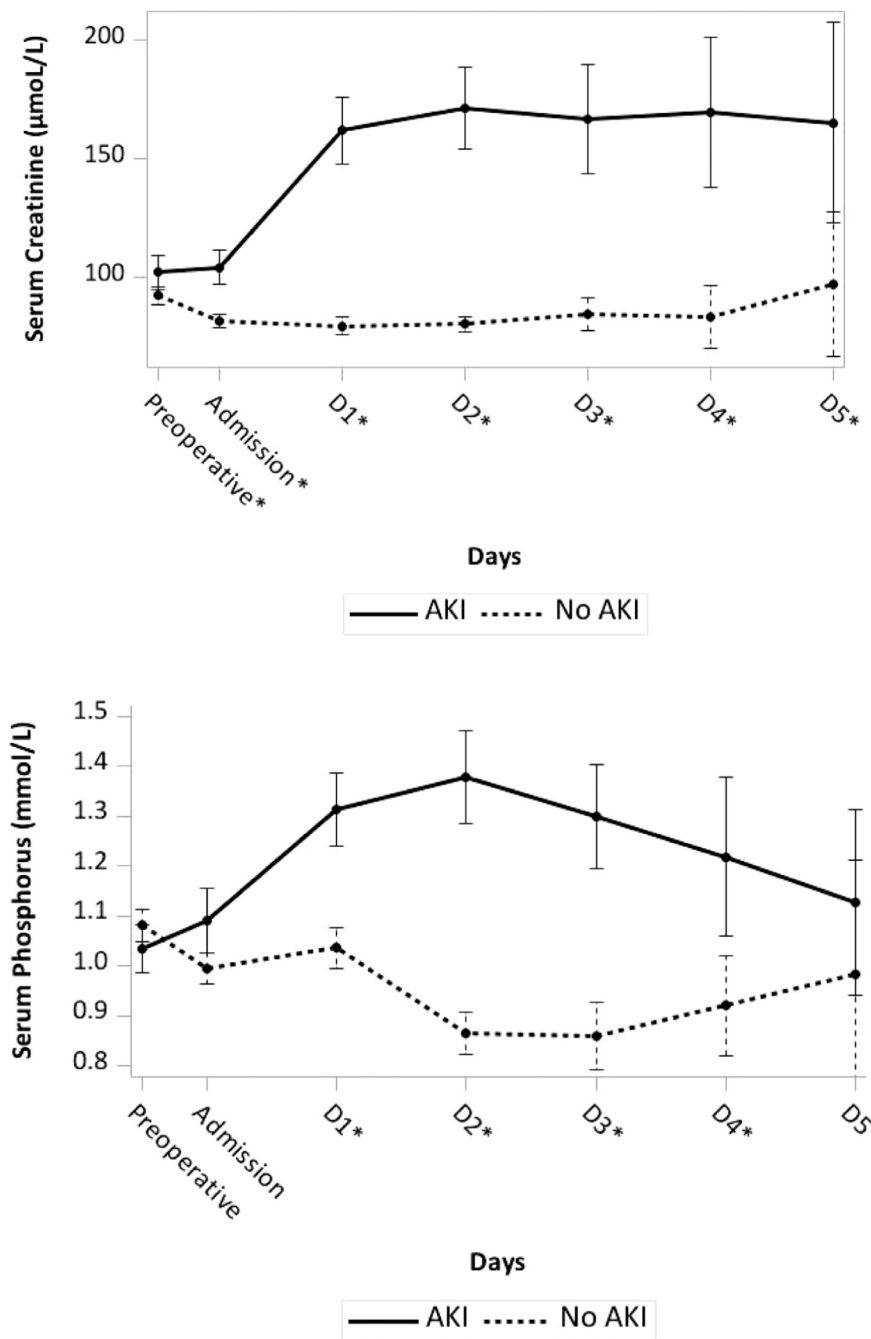 200
150
100
Serum Creatinine (µmoL/L)
Preoperative*
Admission*
D1*
D2*
D3*
D4*
D5*
Days
AKI
No AKI
1.5
1.4
1.3
1.2
1.1
1.0
0.9
0.8
Serum Phosphorus (mmol/L)
Preoperative
Admission
D1*
D2*
D3*
D4*
D5
Days
AKI
No AKI